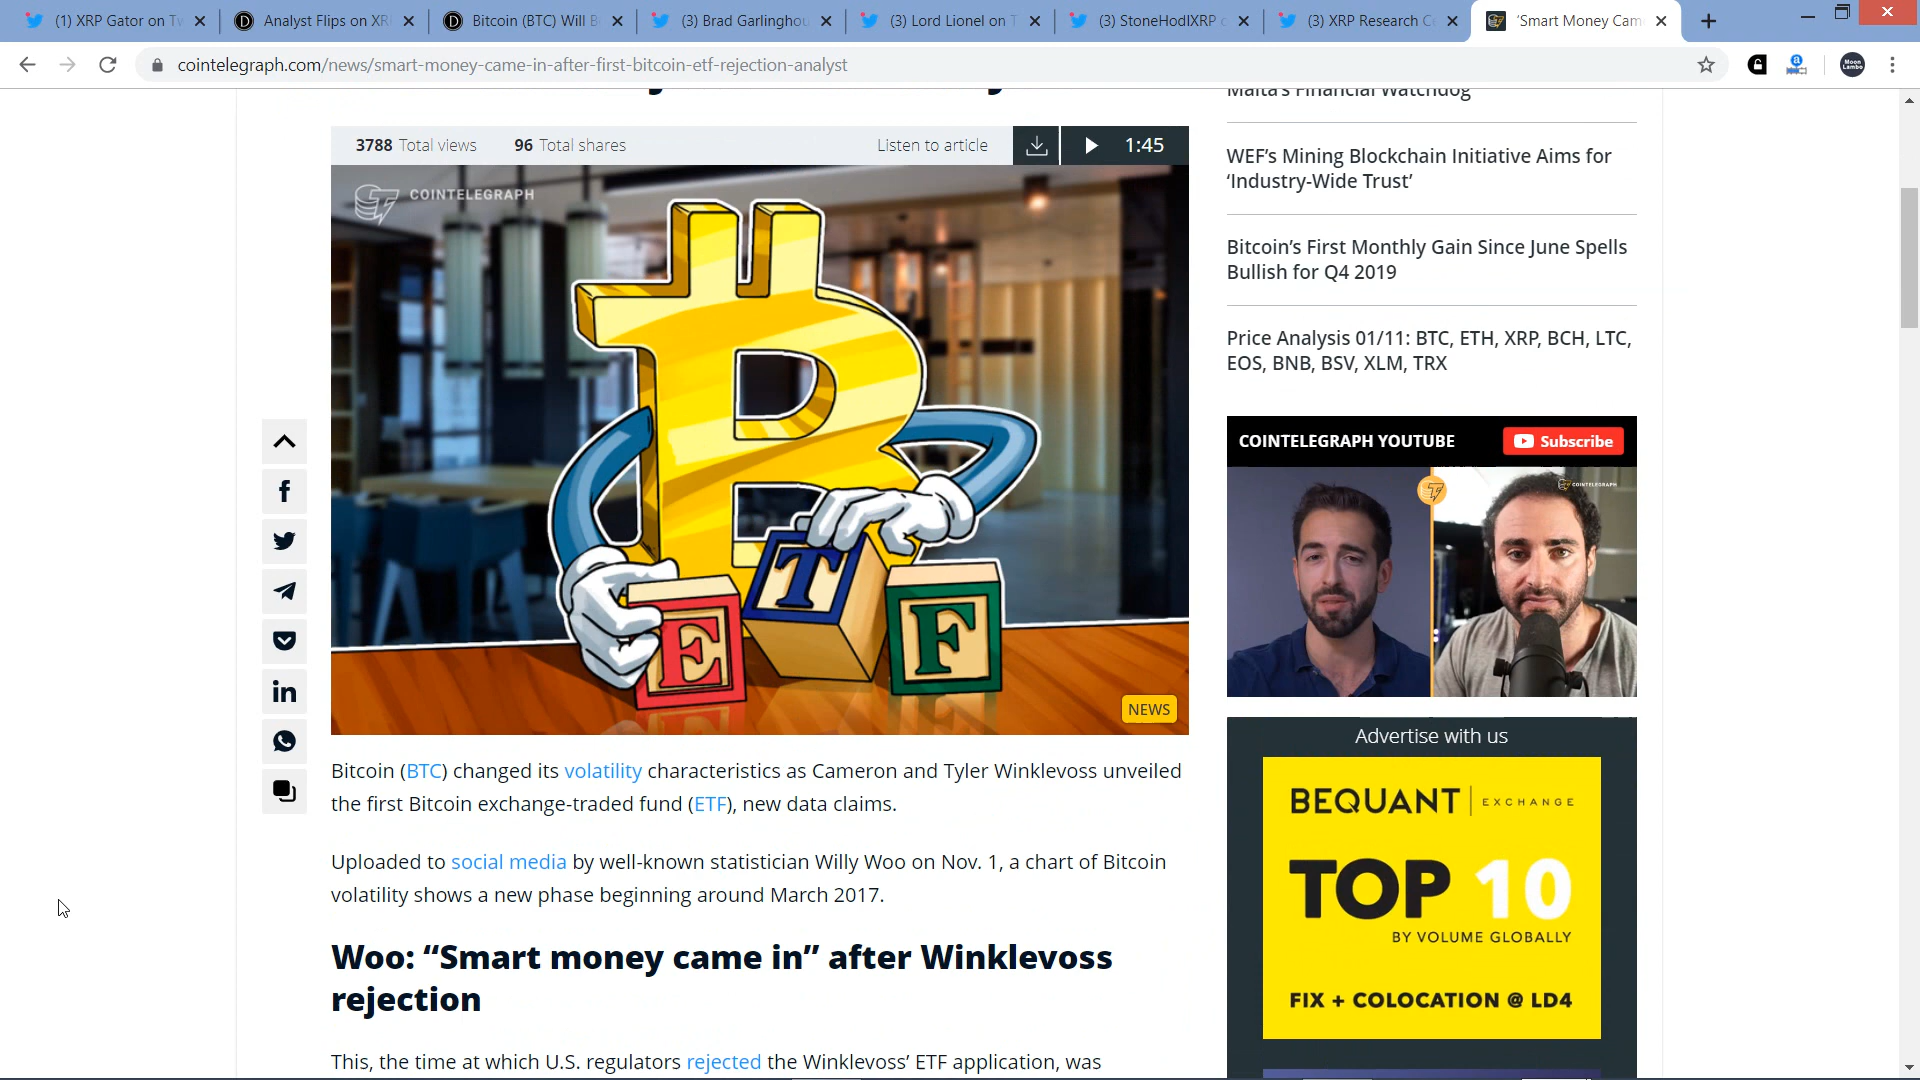 (1) XRP Gator on Tw
Analyst Flips on XR
Bitcoin (BTC) Will B
(3) Brad Garlinghou
(3) Lord Lionel on T
(3) StoneHodlXRP o
(3) XRP Research Ce
'Smart Money Cam
cointelegraph.com/news/smart-money-came-in-after-first-bitcoin-etf-rejection-analyst
Moon Lambo
3788 Total views
96 Total shares
Listen to article
1:45
COINTELEGRAPH
E T F
NEWS
Bitcoin (BTC) changed its volatility characteristics as Cameron and Tyler Winklevoss unveiled
the first Bitcoin exchange-traded fund (ETF), new data claims.
Uploaded to social media by well-known statistician Willy Woo on Nov. 1, a chart of Bitcoin
volatility shows a new phase beginning around March 2017.
Woo: “Smart money came in” after Winklevoss
rejection
This, the time at which U.S. regulators rejected the Winklevoss’ ETF application, was
Malta's Financial Watchdog
WEF’s Mining Blockchain Initiative Aims for
‘Industry-Wide Trust’
Bitcoin’s First Monthly Gain Since June Spells
Bullish for Q4 2019
Price Analysis 01/11: BTC, ETH, XRP, BCH, LTC,
EOS, BNB, BSV, XLM, TRX
COINTELEGRAPH YOUTUBE
Subscribe
COINTELEGRAPH
Advertise with us
BEQUANT | EXCHANGE
TOP 10
BY VOLUME GLOBALLY
FIX + COLOCATION @ LD4